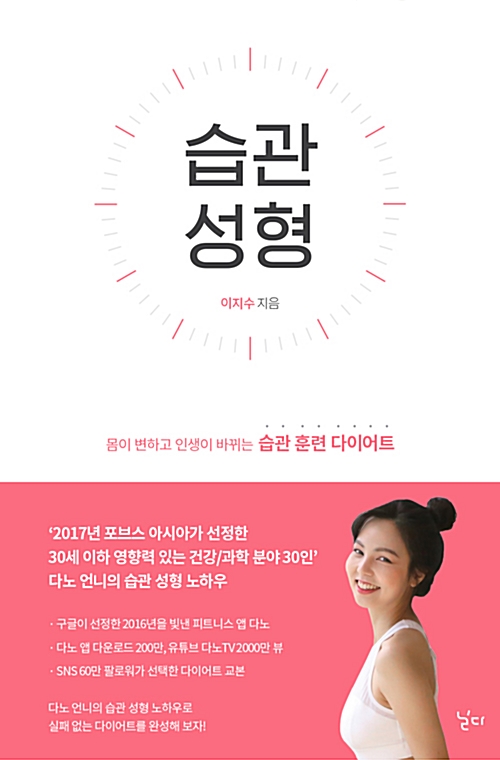 습관
성형
이지수 지음
몸이 변하고 인생이 바뀌는 습관 훈련 다이어트
‘2017년 포브스 아시아가 선정한
30세 이하 영향력 있는 건강/과학 분야 30인’
다노 언니의 습관 성형 노하우
· 구글이 선정한 2016년을 빛낸 피트니스 앱 다노
· 다노 앱 다운로드 200만, 유튜브 다노TV 2000만 뷰
· SNS 60만 팔로워가 선택한 다이어트 교본
다노 언니의 습관 성형 노하우로
실패 없는 다이어트를 완성해 보자!
날다